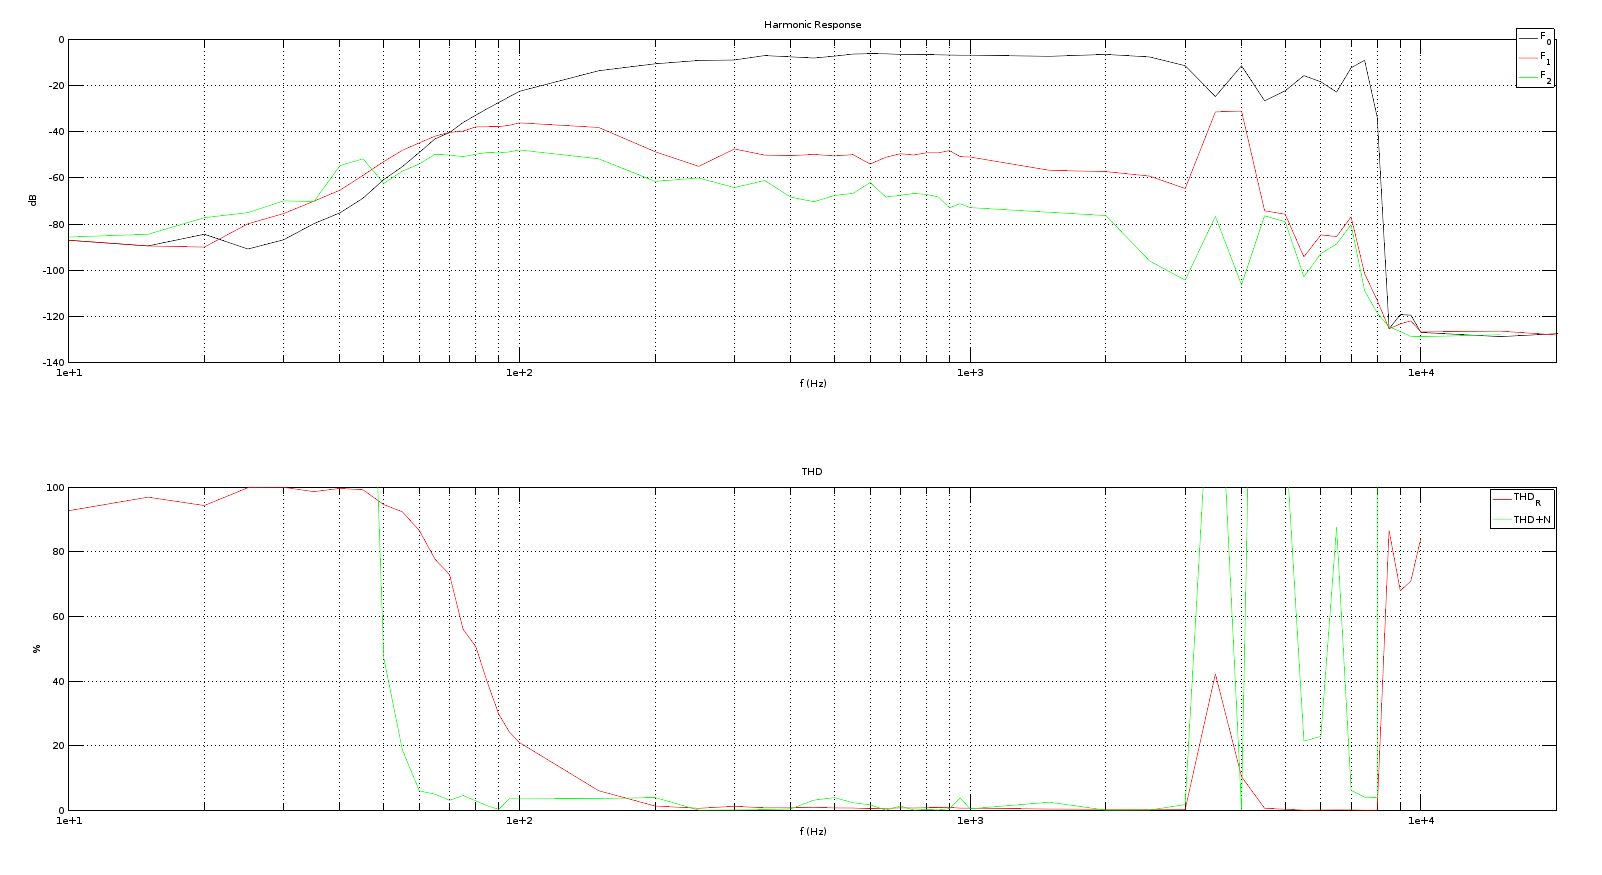 Harmonic Response
F0
F1
F2
0
-20
-40
-60
-80
-100
-120
-140
dB
1e+1
1e+2
1e+3
1e+4
f (Hz)
THD
THDR
THD+N
100
80
60
40
20
0
%
1e+1
1e+2
1e+3
1e+4
f (Hz)